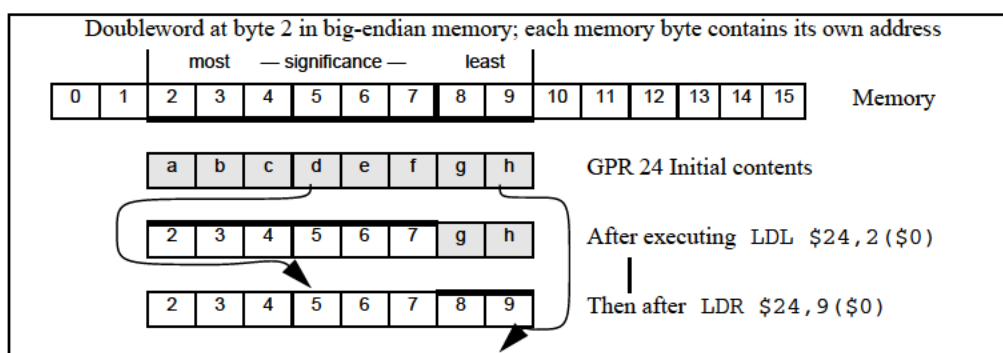 Doubleword at byte 2 in big-endian memory; each memory byte contains its own address
most — significance — least
0 1 2 3 4 5 6 7 8 9 10 11 12 13 14 15 Memory
a b c d e f g h GPR 24 Initial contents
2 3 4 5 6 7 g h After executing LDL $24,2($0)
2 3 4 5 6 7 8 9 Then after LDR $24,9($0)